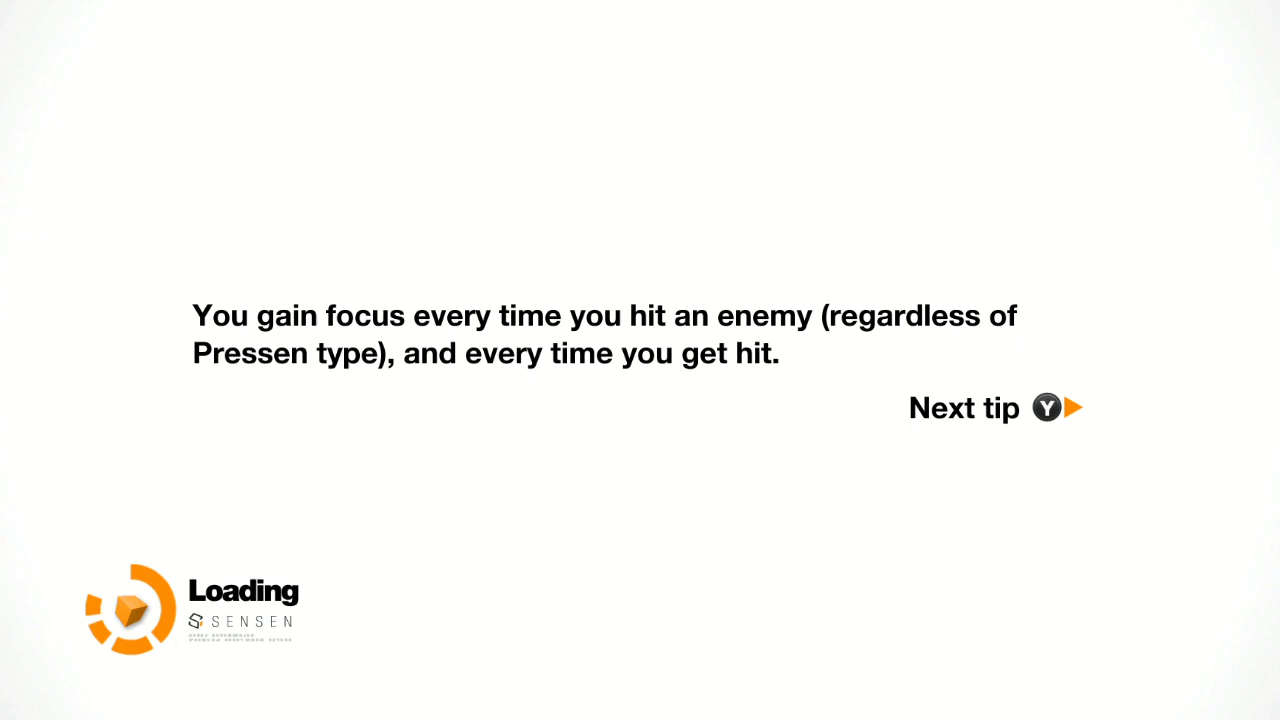 You gain focus every time you hit an enemy (regardless of
Pressen type), and every time you get hit.
Next tip Y
Loading
SENSEN